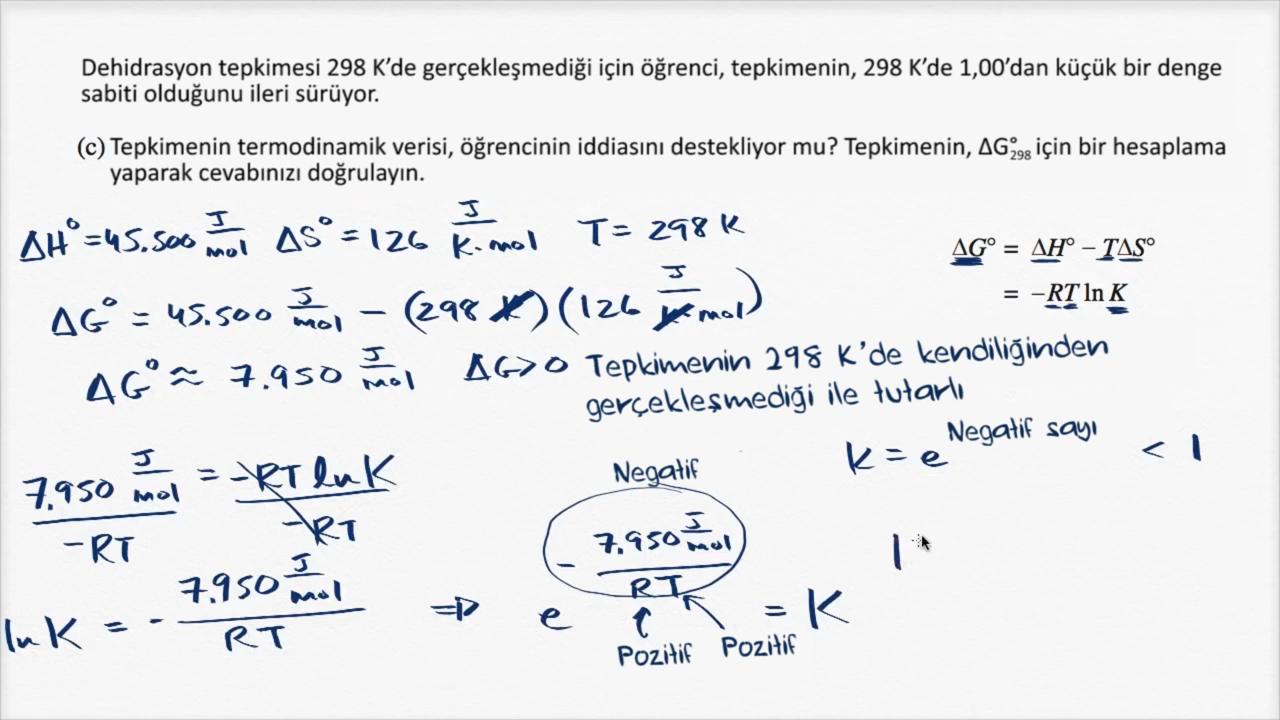 Dehidrasyon tepkimesi 298 K’de gerçekleşmediği için öğrenci, tepkimenin, 298 K’de 1,00’dan küçük bir denge
sabiti olduğunu ileri sürüyor.
(c) Tepkimenin termodinamik verisi, öğrencinin iddiasını destekliyor mu? Tepkimenin, ΔG°298 için bir hesaplama
yaparak cevabınızı doğrulayın.
ΔH° = 45.500 J/mol ΔS° = 126 J/K·mol T = 298 K
ΔG° = ΔH° − TΔS°
= −RT ln K
ΔG° = 45.500 J/mol − (298 K)(126 J/K mol)
ΔG° ≈ 7.950 J/mol ΔG>0 Tepkimenin 298 K’de kendiliğinden
gerçekleşmediği ile tutarlı
7.950 J/mol / −RT = −RT ln K / −RT
ln K = − 7.950 J/mol / RT ⇒ e
Negatif
− 7.950 J/mol / RT
= K
Pozitif Pozitif
K = e Negatif sayı < 1